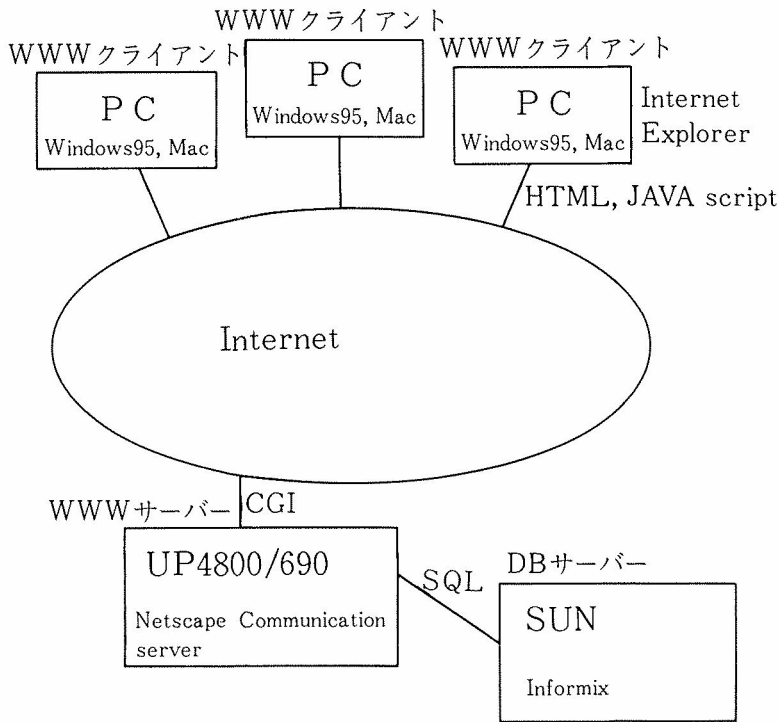 WWWクライアント
WWWクライアント
WWWクライアント
PC
Windows95, Mac
PC
Windows95, Mac
PC
Windows95, Mac
Internet
Explorer
HTML, JAVA script
Internet
WWWサーバー
CGI
UP4800/690
Netscape Communication
server
SQL
DBサーバー
SUN
Informix